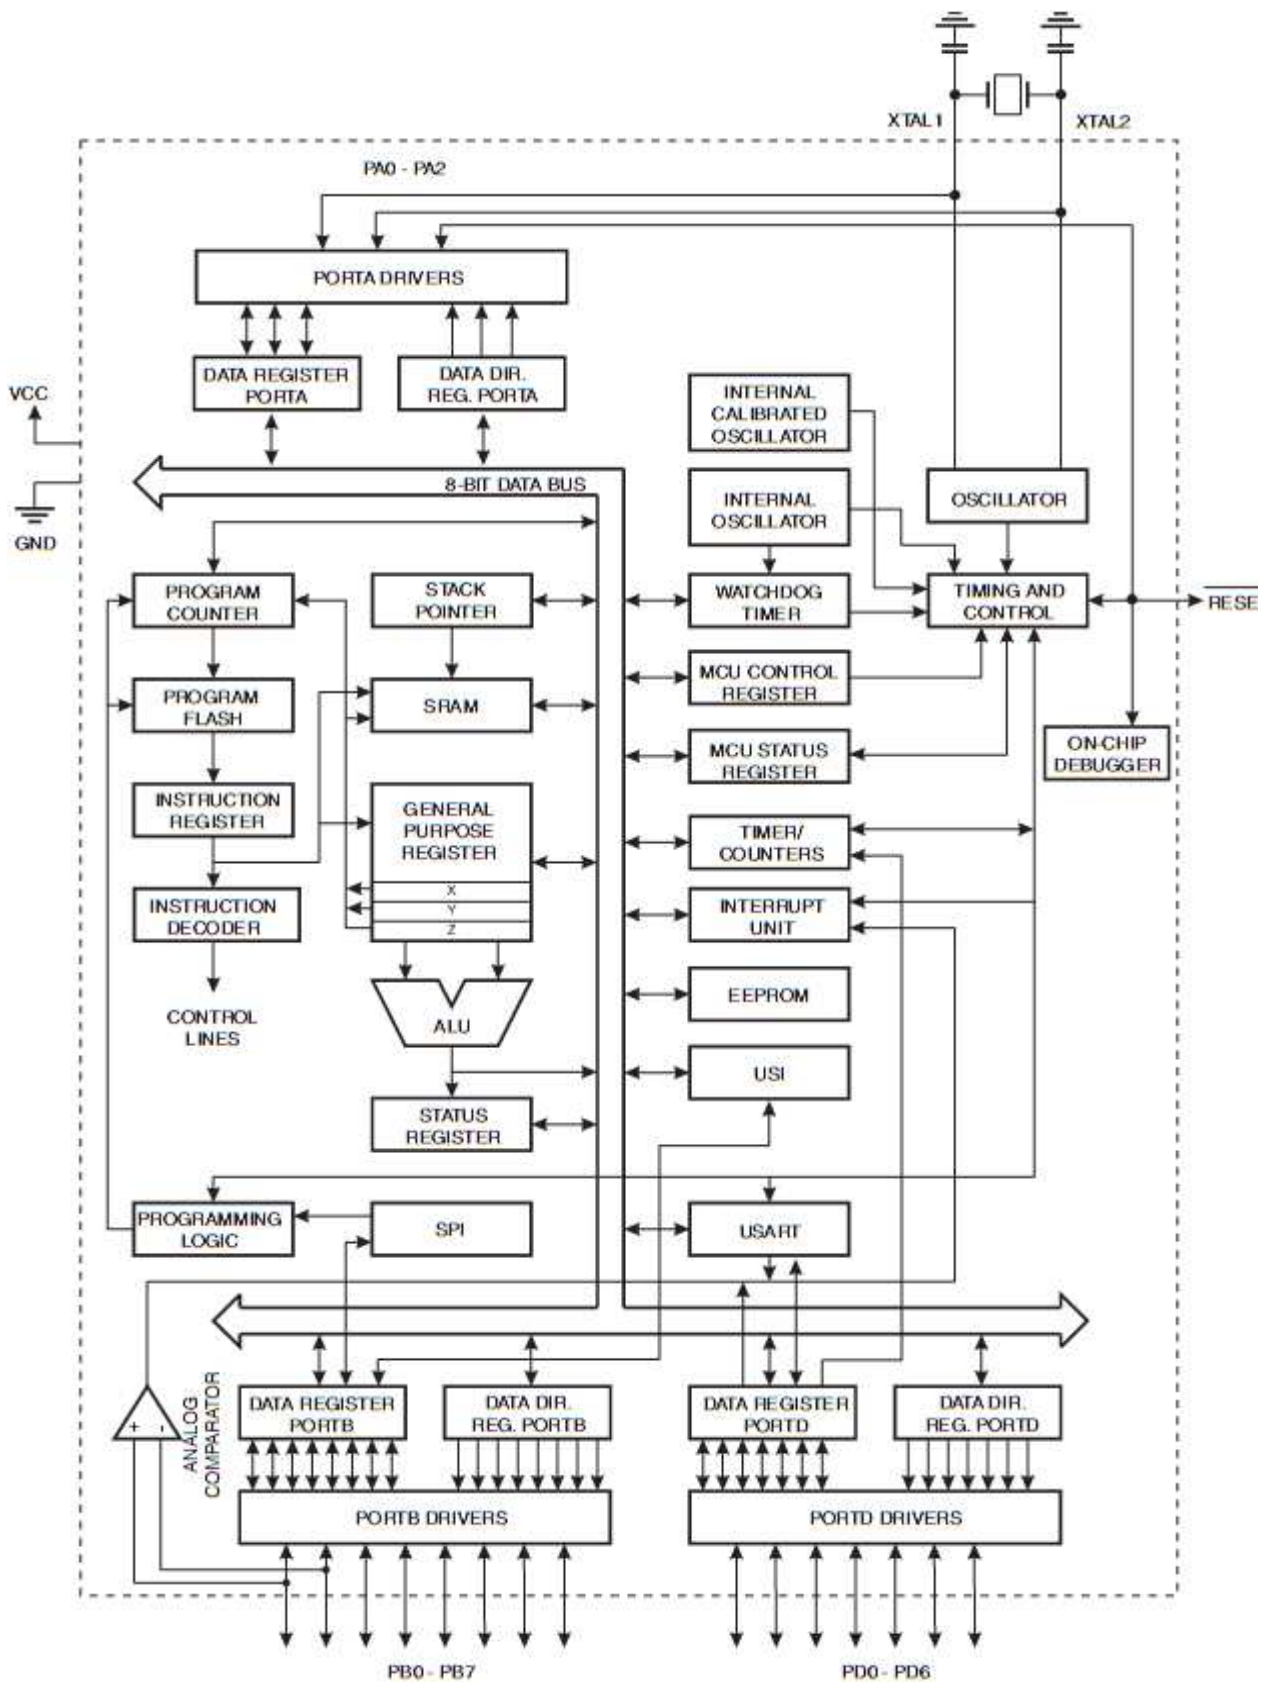 XTAL1
XTAL2
PA0 - PA2
PORTA DRIVERS
DATA REGISTER
PORTA
DATA DIR.
REG. PORTA
VCC
GND
INTERNAL
CALIBRATED
OSCILLATOR
8-BIT DATA BUS
INTERNAL
OSCILLATOR
OSCILLATOR
PROGRAM
COUNTER
STACK
POINTER
WATCHDOG
TIMER
TIMING AND
CONTROL
RESE
PROGRAM
FLASH
SRAM
MCU CONTROL
REGISTER
MCU STATUS
REGISTER
ON-CHIP
DEBUGGER
INSTRUCTION
REGISTER
GENERAL
PURPOSE
REGISTER
X
Y
Z
TIMER/
COUNTERS
INSTRUCTION
DECODER
INTERRUPT
UNIT
CONTROL
LINES
ALU
EEPROM
USI
STATUS
REGISTER
PROGRAMMING
LOGIC
SPI
USART
ANALOG
COMPARATOR
+
-
DATA REGISTER
PORTB
DATA DIR.
REG. PORTB
DATA REGISTER
PORTD
DATA DIR.
REG. PORTD
PORTB DRIVERS
PORTD DRIVERS
PB0 - PB7
PD0 - PD6